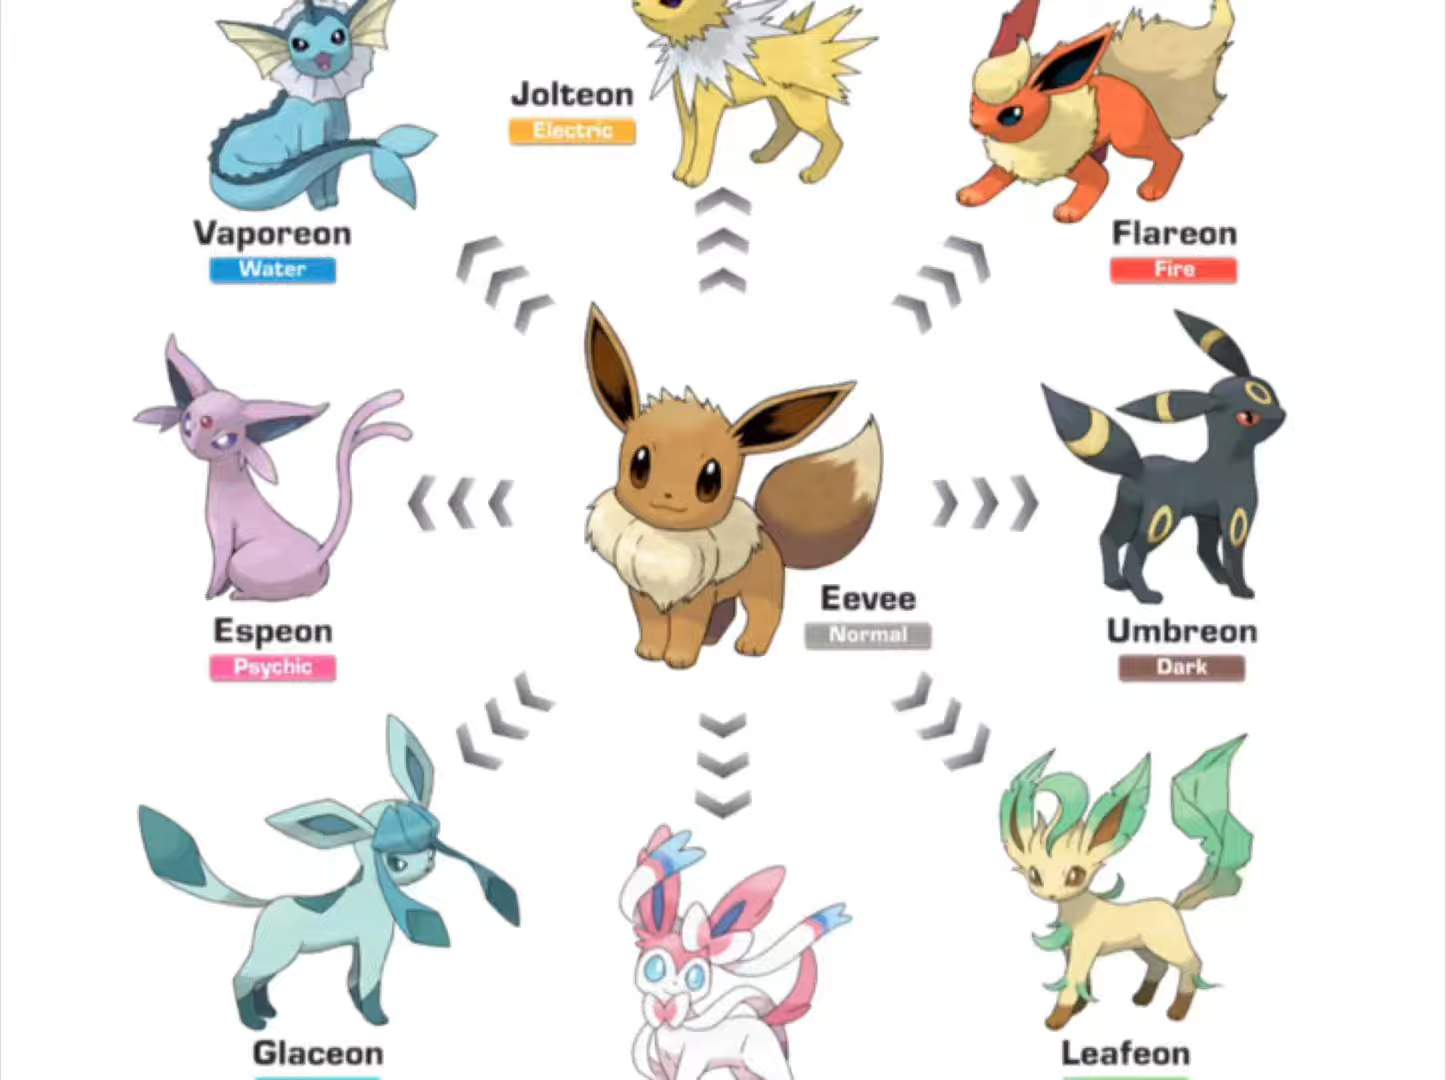 Jolteon
Electric
Vaporeon
Water
Flareon
Fire
Eevee
Normal
Espeon
Psychic
Umbreon
Dark
Glaceon
Leafeon